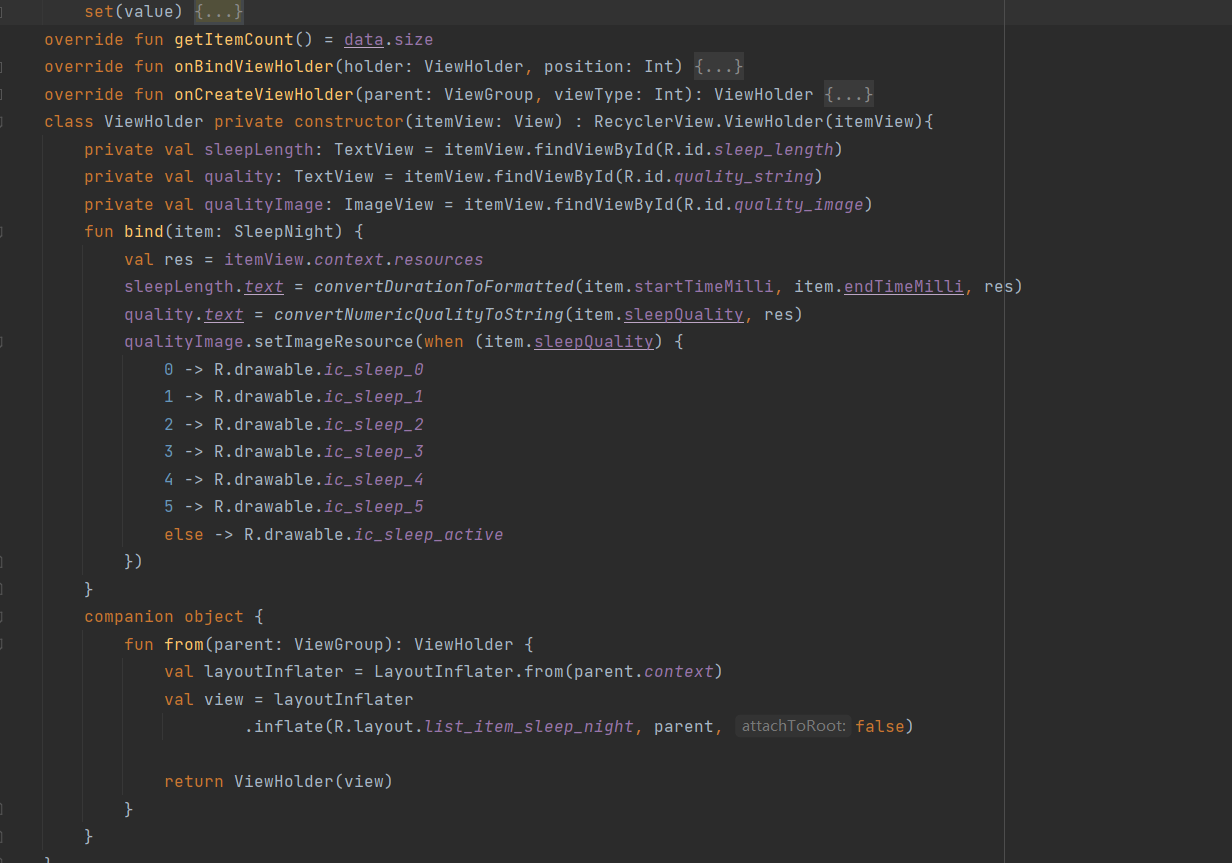 set(value) {...}
override fun getItemCount() = data.size
override fun onBindViewHolder(holder: ViewHolder, position: Int) {...}
override fun onCreateViewHolder(parent: ViewGroup, viewType: Int): ViewHolder {...}
class ViewHolder private constructor(itemView: View) : RecyclerView.ViewHolder(itemView){
private val sleepLength: TextView = itemView.findViewById(R.id.sleep_length)
private val quality: TextView = itemView.findViewById(R.id.quality_string)
private val qualityImage: ImageView = itemView.findViewById(R.id.quality_image)
fun bind(item: SleepNight) {
val res = itemView.context.resources
sleepLength.text = convertDurationToFormatted(item.startTimeMilli, item.endTimeMilli, res)
quality.text = convertNumericQualityToString(item.sleepQuality, res)
qualityImage.setImageResource(when (item.sleepQuality) {
0 -> R.drawable.ic_sleep_0
1 -> R.drawable.ic_sleep_1
2 -> R.drawable.ic_sleep_2
3 -> R.drawable.ic_sleep_3
4 -> R.drawable.ic_sleep_4
5 -> R.drawable.ic_sleep_5
else -> R.drawable.ic_sleep_active
})
}
companion object {
fun from(parent: ViewGroup): ViewHolder {
val layoutInflater = LayoutInflater.from(parent.context)
val view = layoutInflater
.inflate(R.layout.list_item_sleep_night, parent, attachToRoot: false)
return ViewHolder(view)
}
}
}